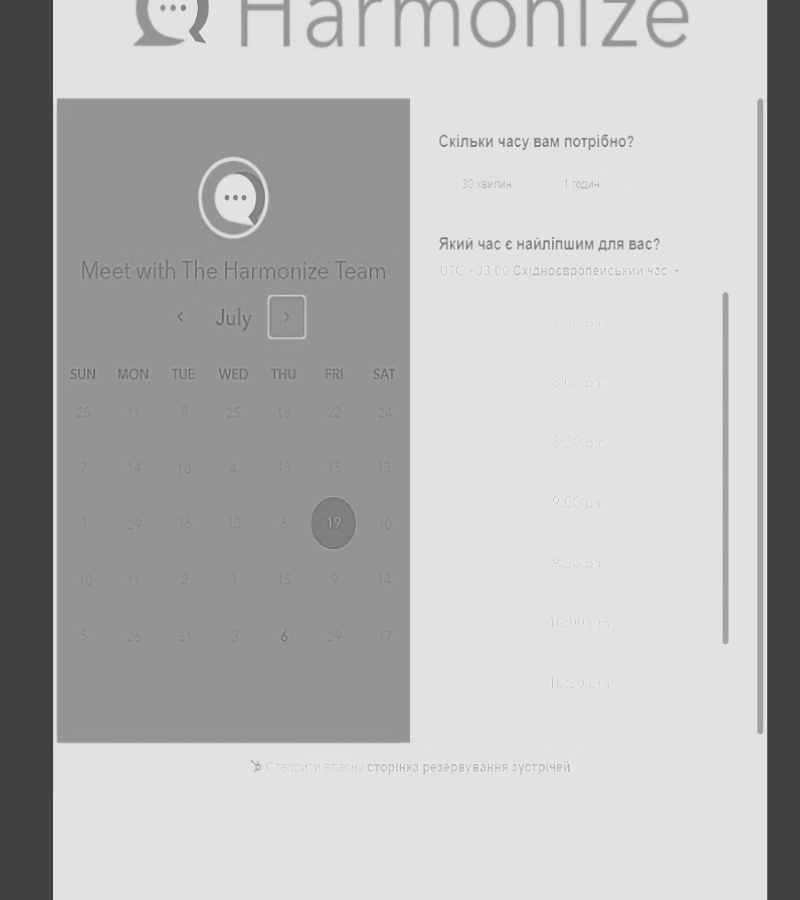 Harmonize
Meet with The Harmonize Team
July
SUN MON TUE WED THU FRI SAT
25 11 8 25 18 22 24
7 14 18 4 13 15 13
1 29 16 13 6 19 10
10 11 2 1 15 9 14
5 26 31 3 6 29 17
Скільки часу вам потрібно?
30 хвилин 1 годин
Який час є найліпшим для вас?
UTC +03:00 Східноєвропейський час
7:30 pm
8:00 pm
8:30 pm
9:00 pm
9:30 pm
10:00 pm
10:30 pm
Створити власну сторінка резервування зустрічей